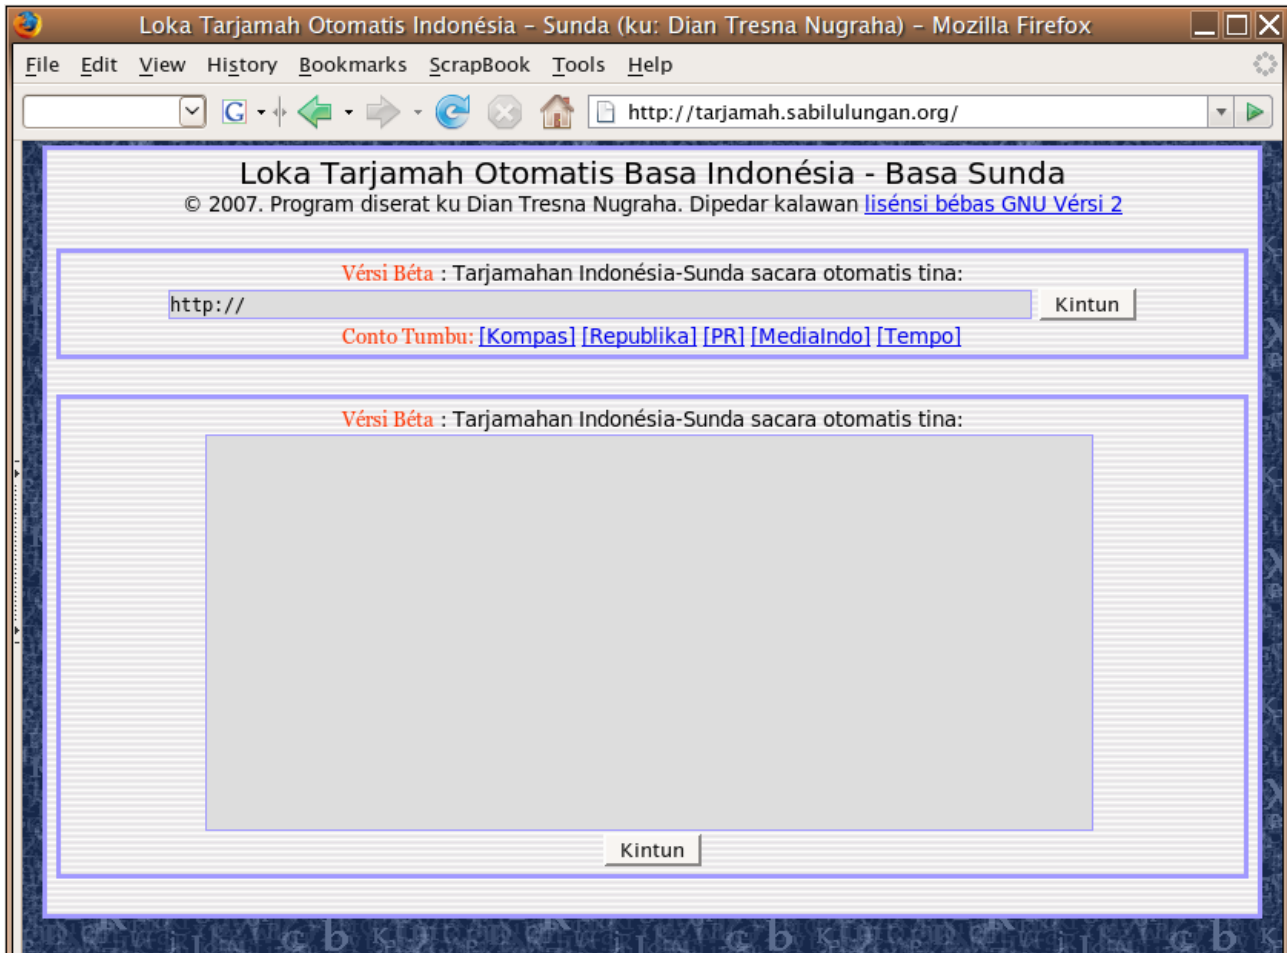 Loka Tarjamah Otomatis Indonésia – Sunda (ku: Dian Tresna Nugraha) – Mozilla Firefox
File Edit View History Bookmarks ScrapBook Tools Help
G http://tarjamah.sabilulungan.org/
Loka Tarjamah Otomatis Basa Indonésia - Basa Sunda
© 2007. Program diserat ku Dian Tresna Nugraha. Dipedar kalawan lisénsi bébas GNU Vérsi 2
Vérsi Béta : Tarjamahan Indonésia-Sunda sacara otomatis tina:
http:// Kintun
Conto Tumbu: [Kompas] [Republika] [PR] [MediaIndo] [Tempo]
Vérsi Béta : Tarjamahan Indonésia-Sunda sacara otomatis tina:
Kintun